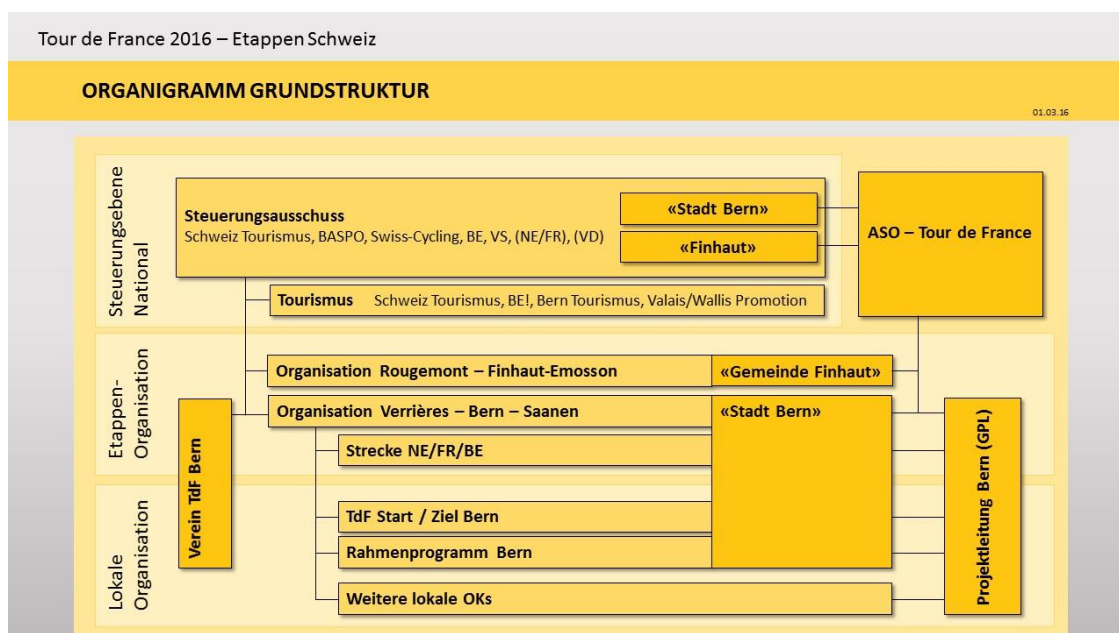 Tour de France 2016 – Etappen Schweiz
ORGANIGRAMM GRUNDSTRUKTUR
01.03.16
Steuerungsebene
National
Steuerungsausschuss
Schweiz Tourismus, BASPO, Swiss-Cycling, BE, VS, (NE/FR), (VD)
«Stadt Bern»
«Finhaut»
ASO – Tour de France
Tourismus Schweiz Tourismus, BE!, Bern Tourismus, Valais/Wallis Promotion
Etappen-
Organisation
Organisation Rougemont – Finhaut-Emosson
«Gemeinde Finhaut»
Verein TdF Bern
Organisation Verrières – Bern – Saanen
«Stadt Bern»
Projektleitung Bern (GPL)
Strecke NE/FR/BE
Lokale
Organisation
TdF Start / Ziel Bern
Rahmenprogramm Bern
Weitere lokale OKs